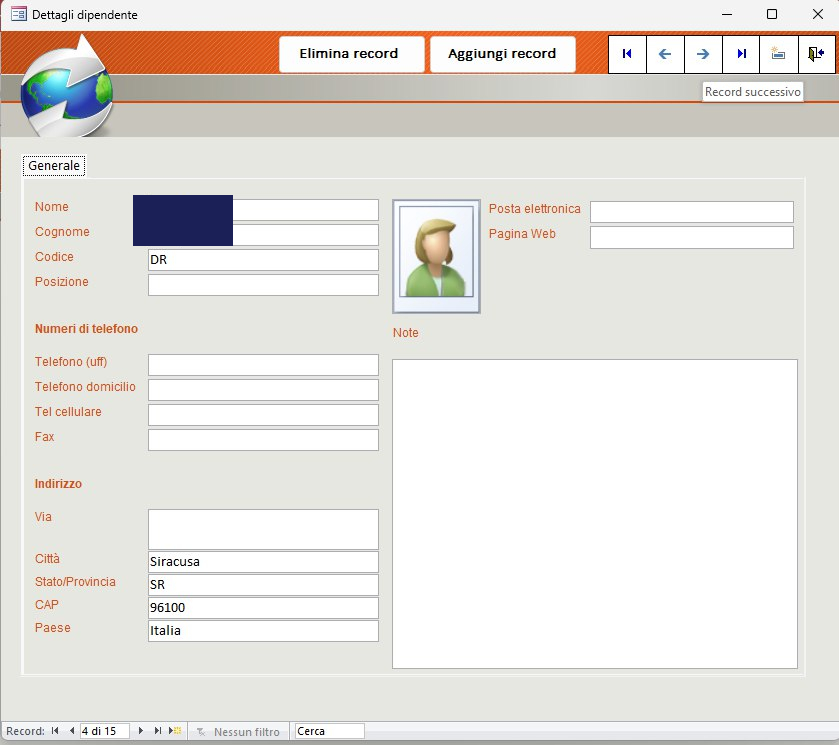 Dettagli dipendente
Elimina record
Aggiungi record
Record successivo
Generale
Nome
Cognome
Codice DR
Posizione
Posta elettronica
Pagina Web
Numeri di telefono
Note
Telefono (uff)
Telefono domicilio
Tel cellulare
Fax
Indirizzo
Via
Città Siracusa
Stato/Provincia SR
CAP 96100
Paese Italia
Record: 4 di 15 Nessun filtro Cerca